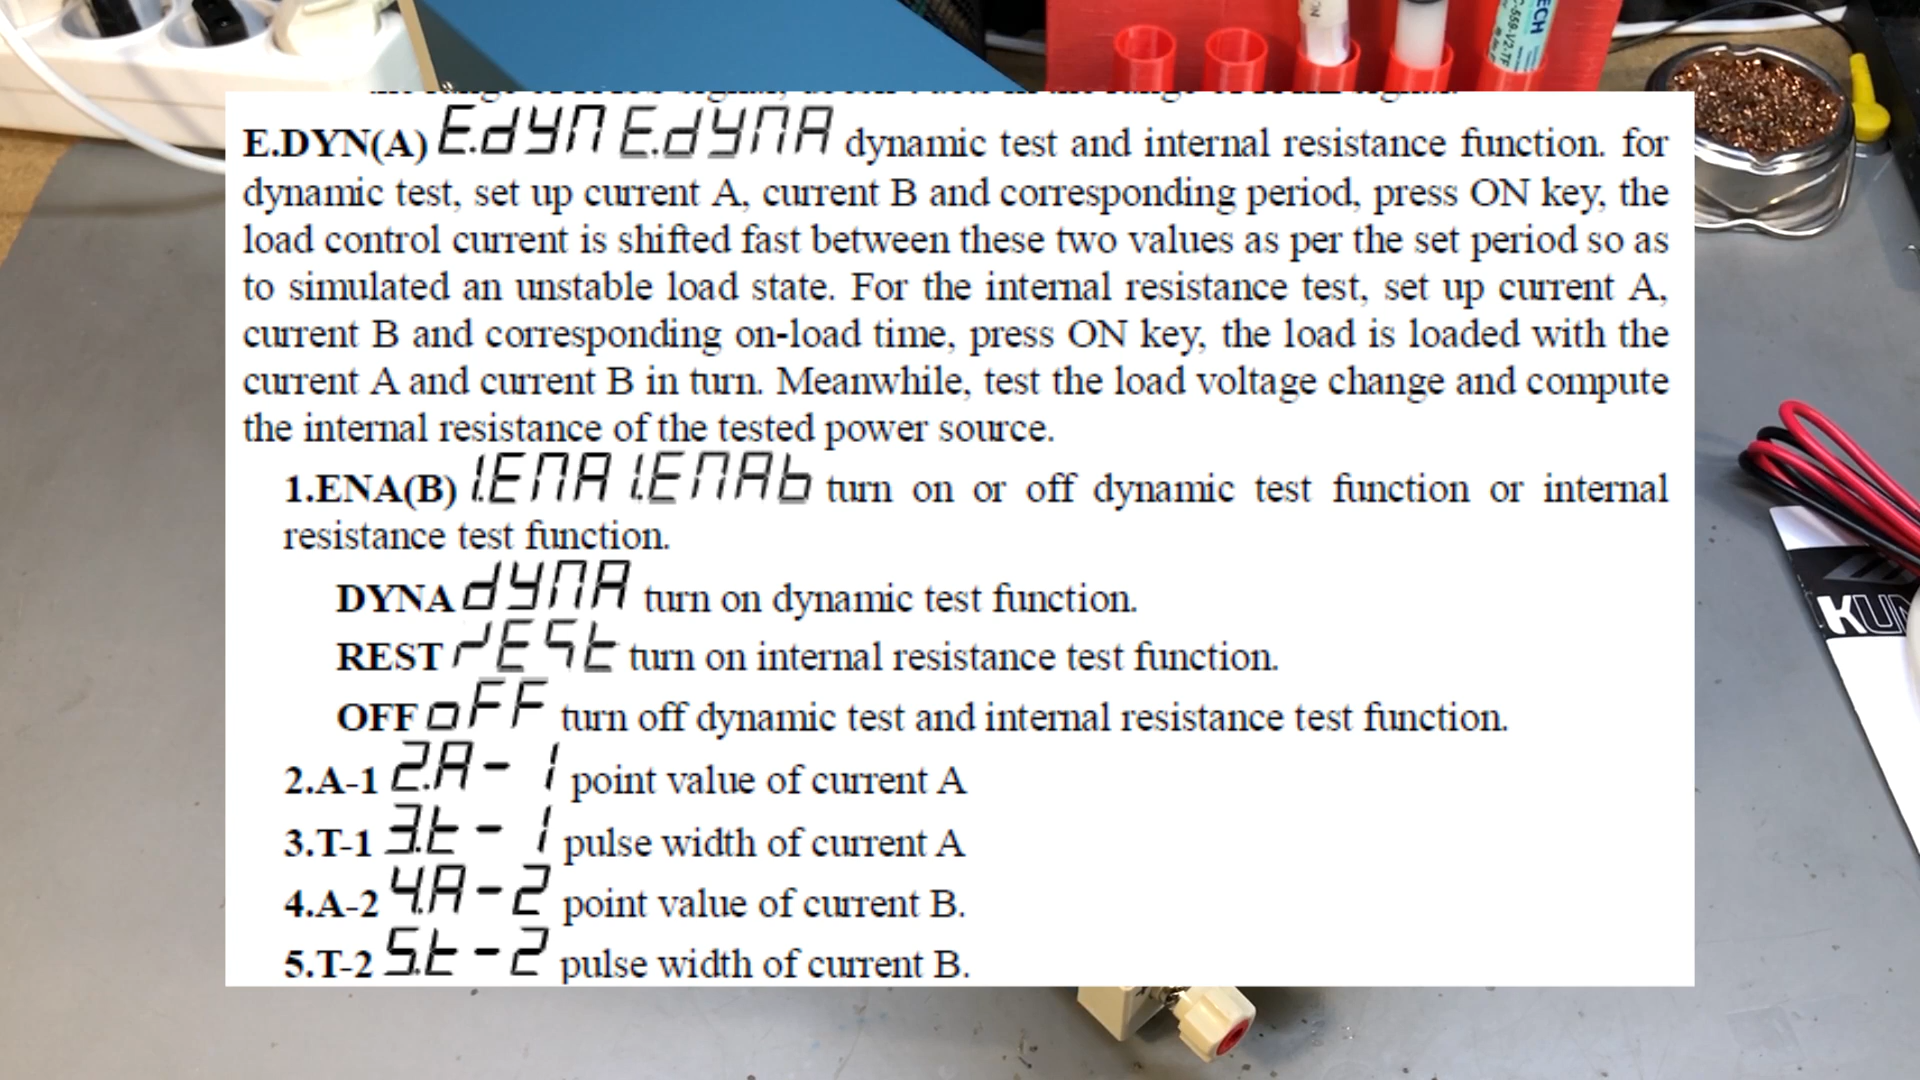 E.DYN(A) E.dYN E.dYNA dynamic test and internal resistance function. for
dynamic test, set up current A, current B and corresponding period, press ON key, the
load control current is shifted fast between these two values as per the set period so as
to simulated an unstable load state. For the internal resistance test, set up current A,
current B and corresponding on-load time, press ON key, the load is loaded with the
current A and current B in turn. Meanwhile, test the load voltage change and compute
the internal resistance of the tested power source.
1.ENA(B) 1.ENA 1.ENAb turn on or off dynamic test function or internal
resistance test function.
DYNA dYNA turn on dynamic test function.
REST rESt turn on internal resistance test function.
OFF oFF turn off dynamic test and internal resistance test function.
2.A-1 2.A-1 point value of current A
3.T-1 3.t-1 pulse width of current A
4.A-2 4.A-2 point value of current B.
5.T-2 5.t-2 pulse width of current B.